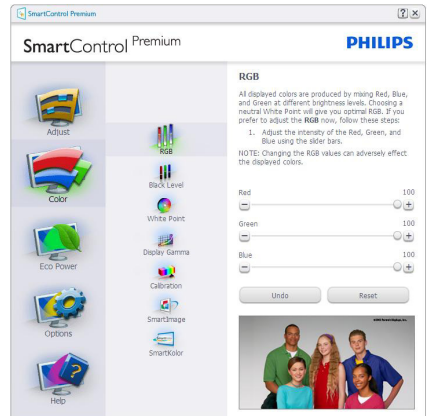 SmartControl Premium
? ×
SmartControl Premium
PHILIPS
Adjust
Color
Eco Power
Options
Help
RGB
Black Level
White Point
Display Gamma
Calibration
SmartImage
SmartKolor
RGB
All displayed colors are produced by mixing Red, Blue,
and Green at different brightness levels. Choosing a
neutral White Point will give you optimal RGB. If you
prefer to adjust the RGB now, follow these steps:
1. Adjust the intensity of the Red, Green, and
Blue using the slider bars.
NOTE: Changing the RGB values can adversely effect
the displayed colors.
Red 100
Green 100
Blue 100
Undo Reset